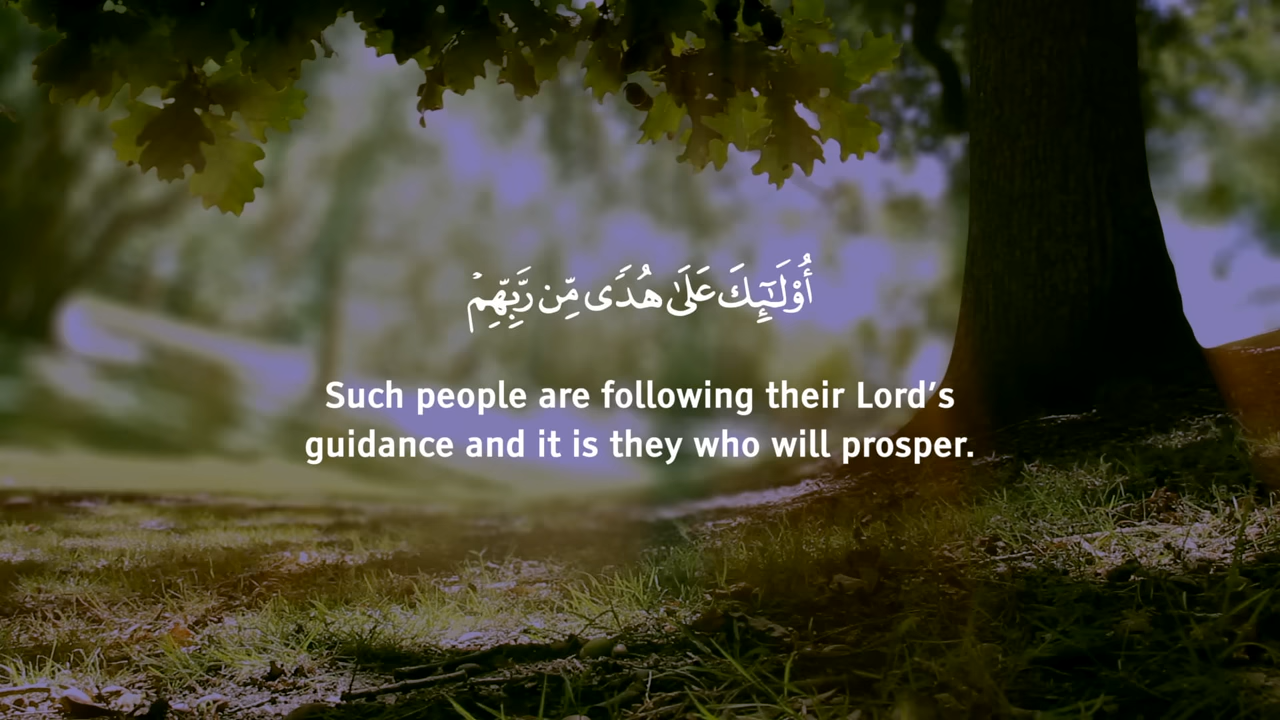 أُو۟لَـٰٓئِكَ عَلَىٰ هُدًى مِّن رَّبِّهِمْ
Such people are following their Lord’s
guidance and it is they who will prosper.